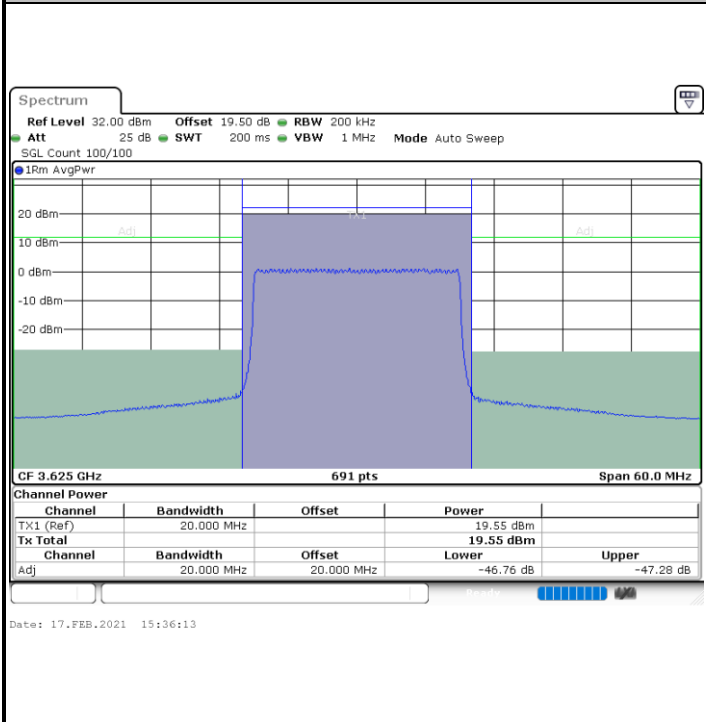 Spectrum
Ref Level 32.00 dBm Offset 19.50 dB RBW 200 kHz
Att 25 dB SWT 200 ms VBW 1 MHz Mode Auto Sweep
SGL Count 100/100
1Rm AvgPwr
20 dBm
TX1
Adj Adj
10 dBm
0 dBm
-10 dBm
-20 dBm
CF 3.625 GHz 691 pts Span 60.0 MHz
Channel Power
Channel Bandwidth Offset Power
TX1 (Ref) 20.000 MHz 19.55 dBm
Tx Total 19.55 dBm
Channel Bandwidth Offset Lower Upper
Adj 20.000 MHz 20.000 MHz -46.76 dB -47.28 dB
Ready
Date: 17.FEB.2021 15:36:13